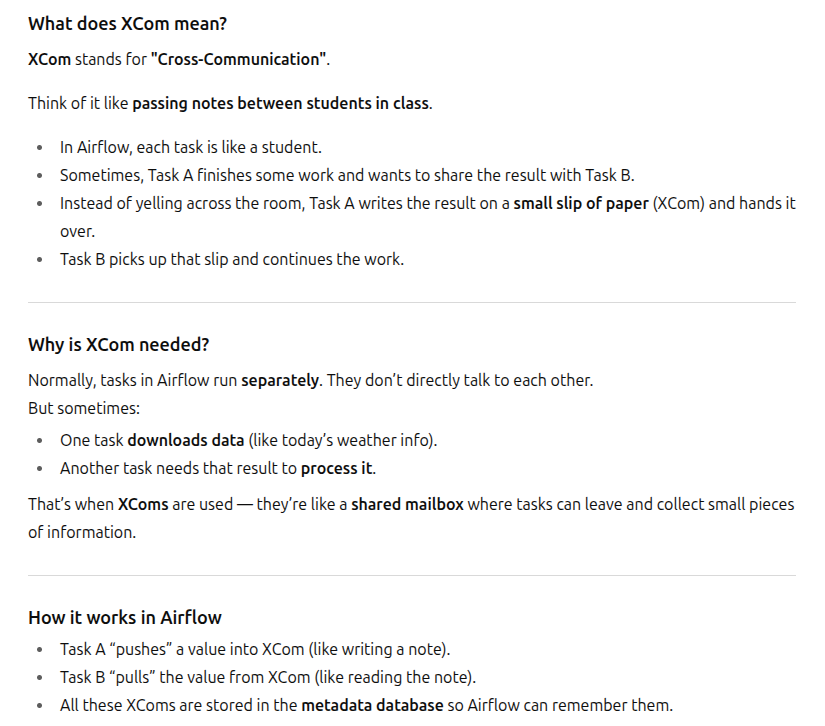 What does XCom mean?
XCom stands for "Cross-Communication".
Think of it like passing notes between students in class.
• In Airflow, each task is like a student.
• Sometimes, Task A finishes some work and wants to share the result with Task B.
• Instead of yelling across the room, Task A writes the result on a small slip of paper (XCom) and hands it
over.
• Task B picks up that slip and continues the work.
Why is XCom needed?
Normally, tasks in Airflow run separately. They don’t directly talk to each other.
But sometimes:
• One task downloads data (like today’s weather info).
• Another task needs that result to process it.
That’s when XComs are used — they’re like a shared mailbox where tasks can leave and collect small pieces
of information.
How it works in Airflow
• Task A “pushes” a value into XCom (like writing a note).
• Task B “pulls” the value from XCom (like reading the note).
• All these XComs are stored in the metadata database so Airflow can remember them.